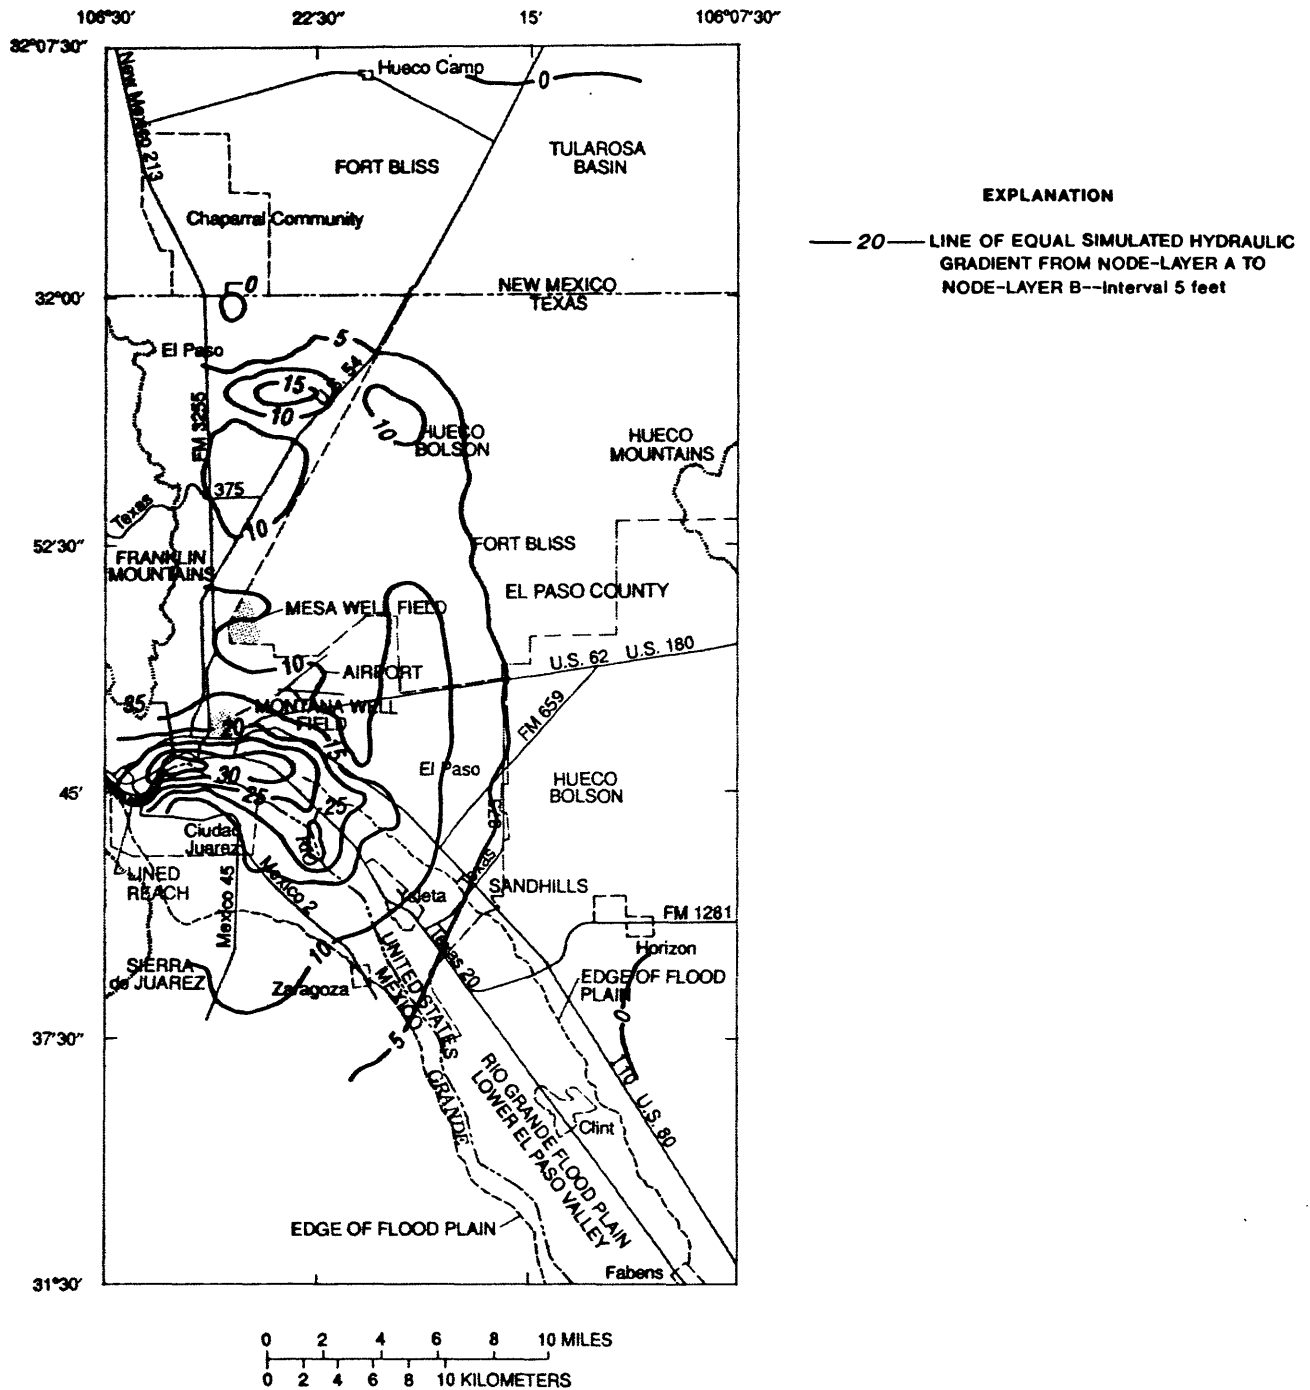 106°30′ 22′30″ 15′ 106°07′30″
32°07′30″
Hueco Camp
0
New Mexico 213
FORT BLISS
TULAROSA
BASIN
Chaparral Community
EXPLANATION
20 LINE OF EQUAL SIMULATED HYDRAULIC
GRADIENT FROM NODE-LAYER A TO
NODE-LAYER B--Interval 5 feet
0
32°00′
NEW MEXICO
TEXAS
5
El Paso
U.S. 54
15
10
10
FM 3255
HUECO
BOLSON
HUECO
MOUNTAINS
375
Texas
10
52′30″
FORT BLISS
FRANKLIN
MOUNTAINS
EL PASO COUNTY
MESA WELL FIELD
10
AIRPORT
U.S. 62 U.S. 180
85
MONTANA WELL
FIELD
20
15
FM 659
El Paso
HUECO
BOLSON
30
25
25
45′
375
Ciudad
Juarez
RIO
LINED
REACH
Mexico 45
Mexico 2
Ysleta
Texas
SANDHILLS
FM 1281
Horizon
10
Texas 20
UNITED STATES
MEXICO
SIERRA
de JUAREZ
Zaragoza
EDGE OF FLOOD
PLAIN
0
37′30″
5
I 10
U.S. 80
GRANDE
RIO GRANDE FLOOD PLAIN
LOWER EL PASO VALLEY
Clint
EDGE OF FLOOD PLAIN
Fabens
31°30′
0 2 4 6 8 10 MILES
0 2 4 6 8 10 KILOMETERS